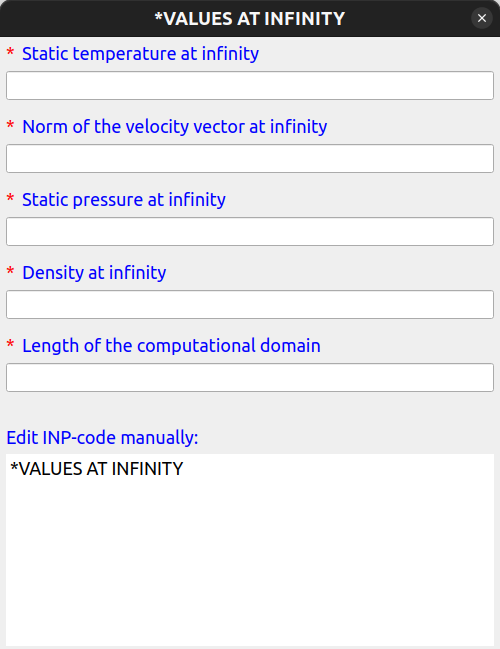 *VALUES AT INFINITY
* Static temperature at infinity
* Norm of the velocity vector at infinity
* Static pressure at infinity
* Density at infinity
* Length of the computational domain
Edit INP-code manually:
*VALUES AT INFINITY